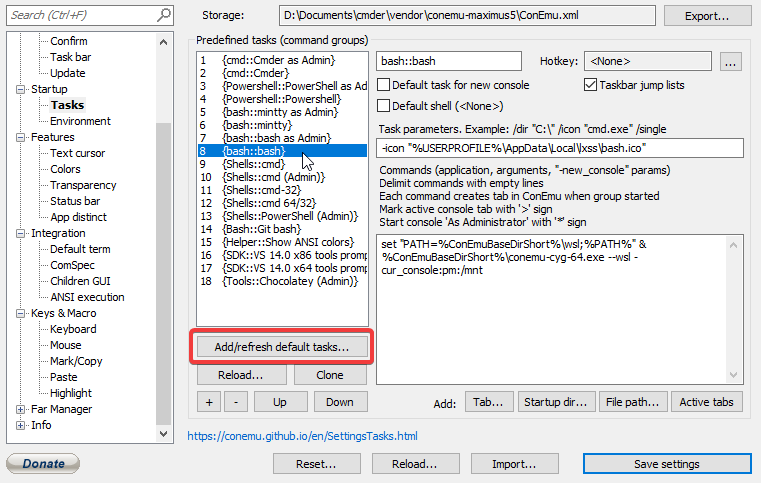 Search (Ctrl+F)
Storage:
D:\Documents\cmder\vendor\conemu-maximus5\ConEmu.xml
Export...
Confirm
Task bar
Update
Startup
Tasks
Environment
Features
Text cursor
Colors
Transparency
Status bar
App distinct
Integration
Default term
ComSpec
Children GUI
ANSI execution
Keys & Macro
Keyboard
Mouse
Mark/Copy
Paste
Highlight
Far Manager
Info
Predefined tasks (command groups)
1 {cmd::Cmder as Admin}
2 {cmd::Cmder}
3 {Powershell::PowerShell as Ad
4 {Powershell::Powershell}
5 {bash::mintty as Admin}
6 {bash::mintty}
7 {bash::bash as Admin}
8 {bash::bash}
9 {Shells::cmd}
10 {Shells::cmd (Admin)}
11 {Shells::cmd-32}
12 {Shells::cmd 64/32}
13 {Shells::PowerShell (Admin)}
14 {Bash::Git bash}
15 {Helper::Show ANSI colors}
16 {SDK::VS 14.0 x86 tools promp
17 {SDK::VS 14.0 x64 tools promp
18 {Tools::Chocolatey (Admin)}
Add/refresh default tasks...
Reload...
Clone
+
-
Up
Down
bash::bash
Hotkey:
<None>
...
Default task for new console
Taskbar jump lists
Default shell (<None>)
Task parameters. Example: /dir "C:\" /icon "cmd.exe" /single
-icon "%USERPROFILE%\AppData\Local\lxss\bash.ico"
Commands (application, arguments, "-new_console" params)
Delimit commands with empty lines
Each command creates tab in ConEmu when group started
Mark active console tab with '>' sign
Start console 'As Administrator' with '*' sign
set "PATH=%ConEmuBaseDirShort%\wsl;%PATH%" &
%ConEmuBaseDirShort%\conemu-cyg-64.exe --wsl -
cur_console:pm:/mnt
Add:
Tab...
Startup dir...
File path...
Active tabs
https://conemu.github.io/en/SettingsTasks.html
Donate
Reset...
Reload...
Import...
Save settings